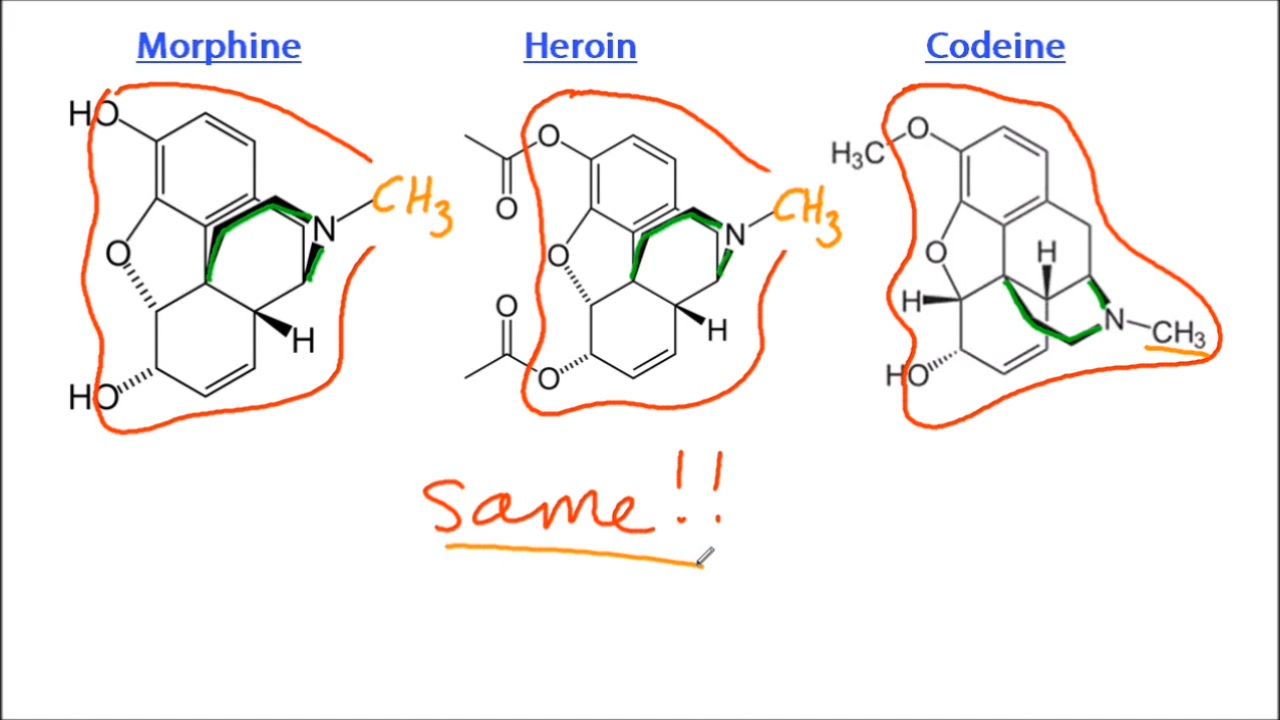 Morphine Heroin Codeine
HO O H3C O
O
N CH3 N CH3
O O O H
H H H N CH3
O
HO O HO
same!!